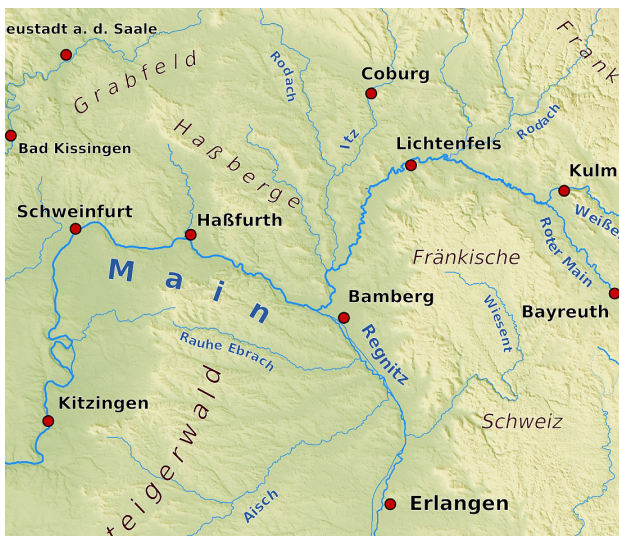 eustadt a. d. Saale
Frank
Grabfeld
Rodach
Coburg
Rodach
Itz
Haßberge
Bad Kissingen
Lichtenfels
Kulm
Schweinfurt
Haßfurth
Weiße
Roter Main
Fränkische
Main
Bamberg
Wiesent
Bayreuth
Regnitz
Rauhe Ebrach
Kitzingen
Schweiz
teigerwald
Aisch
Erlangen